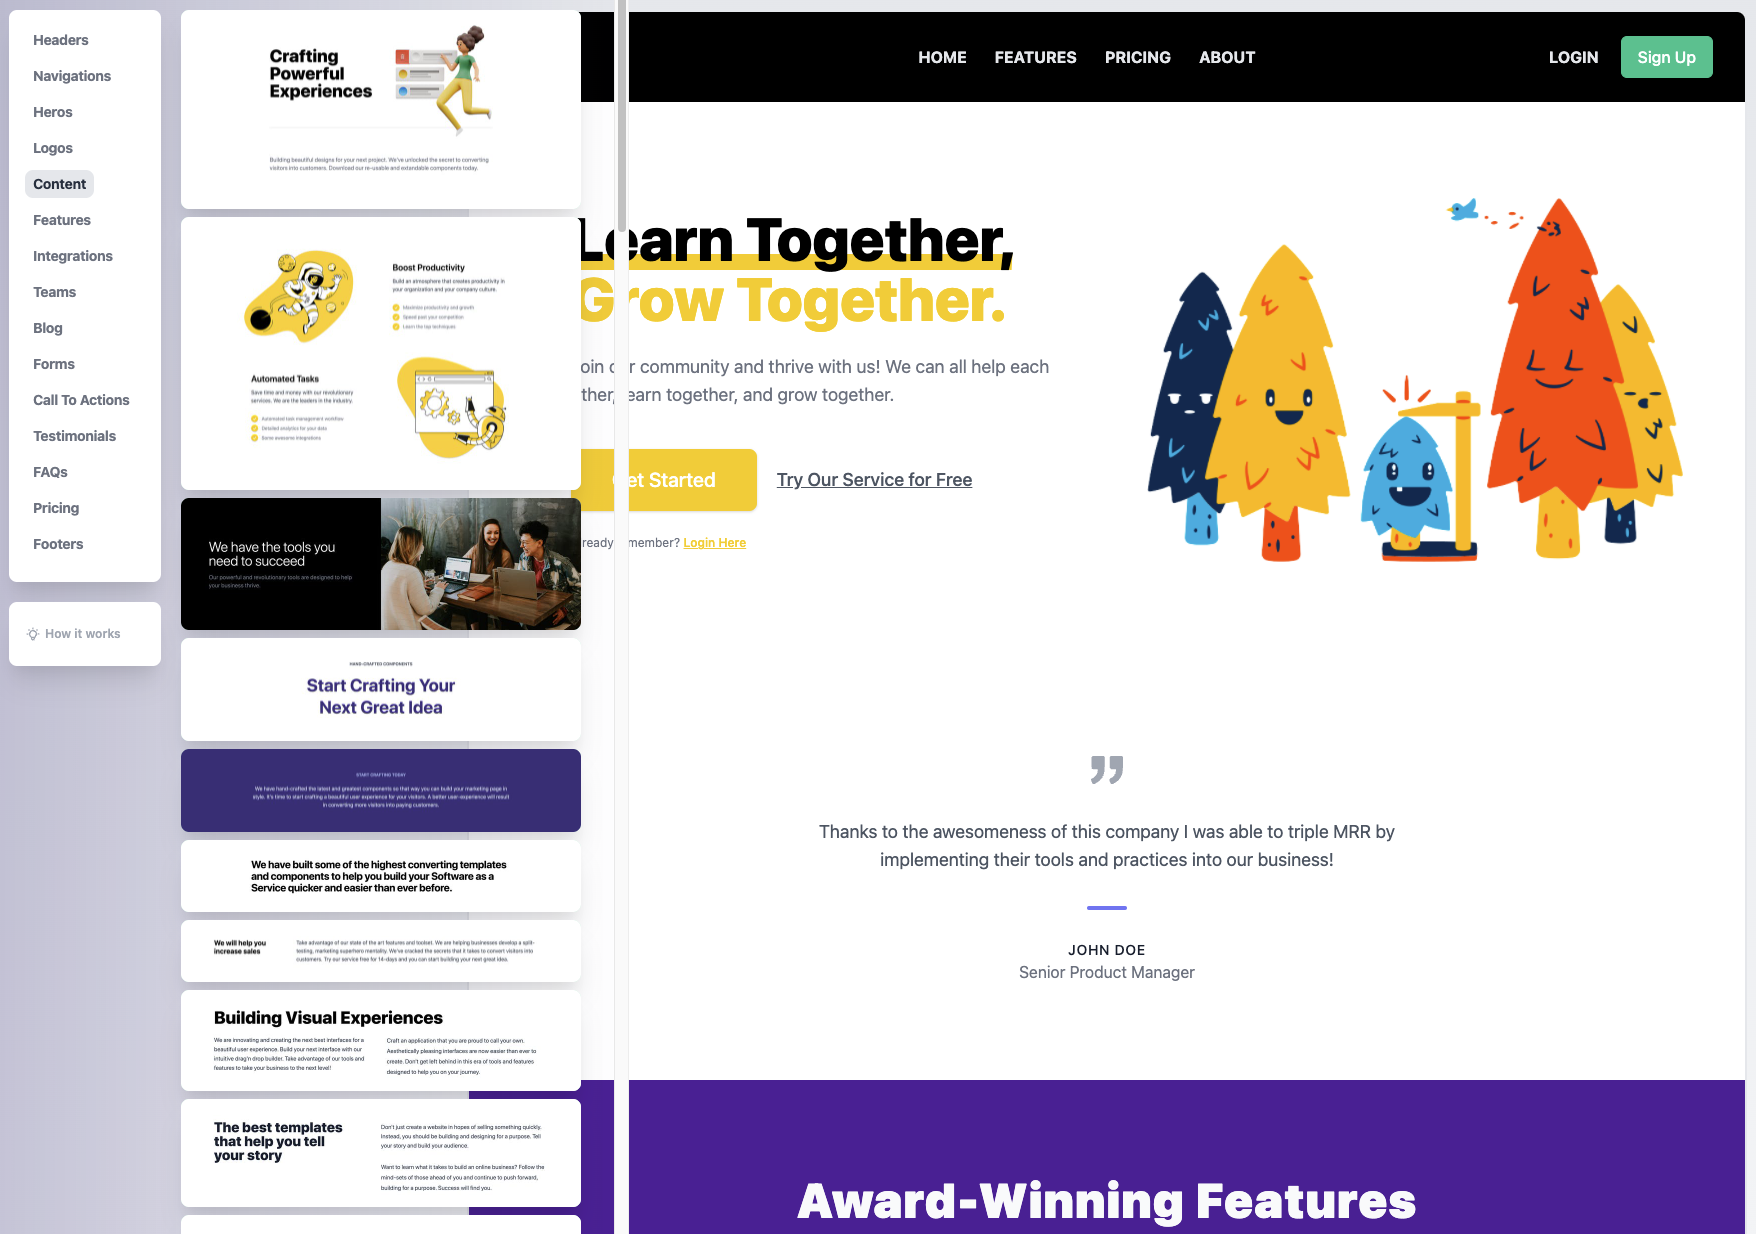 Headers
Navigations
Heros
Logos
Content
Features
Integrations
Teams
Blog
Forms
Call To Actions
Testimonials
FAQs
Pricing
Footers
How it works
Crafting
Powerful
Experiences
Building beautiful designs for your next project. We've unlocked the secret to converting
visitors into customers. Download our re-usable and extandable components today.
Boost Productivity
Build an atmosphere that creates productivity in
your organization and your company culture.
Maximize productivity and growth
Speed past your competition
Learn the top techniques
Automated Tasks
Save time and money with our revolutionary
services. We are the leaders in the industry.
Automated task management workflow
Detailed analytics for your data
Some awesome integrations
We have the tools you
need to succeed
Our powerful and revolutionary tools are designed to help
your business thrive.
HAND-CRAFTED COMPONENTS
Start Crafting Your
Next Great Idea
START CRAFTING TODAY
We have hand-crafted the latest and greatest components so that way you can build your marketing page in
style. It's time to start crafting a beautiful user experience for your visitors. A better user-experience will result
in converting more visitors into paying customers.
We have built some of the highest converting templates
and components to help you build your Software as a
Service quicker and easier than ever before.
We will help you
increase sales
Take advantage of our state of the art features and toolset. We are helping businesses develop a split-
testing, marketing superhero mentality. We've cracked the secrets that it takes to convert visitors into
customers. Try our service free for 14-days and you can start building your next great idea.
Building Visual Experiences
We are innovating and creating the next best interfaces for a
beautiful user experience. Build your next interface with our
intuitive drag'n drop builder. Take advantage of our tools and
features to take your business to the next level!
Craft an application that you are proud to call your own.
Aesthetically pleasing interfaces are now easier than ever to
create. Don't get left behind in this era of tools and features
designed to help you on your journey.
The best templates
that help you tell
your story
Don't just create a website in hopes of selling something quickly.
Instead, you should be building and designing for a purpose. Tell
your story and build your audience.
Want to learn what it takes to build an online business? Follow the
mind-sets of those ahead of you and continue to push forward,
building for a purpose. Success will find you.
HOME FEATURES PRICING ABOUT
LOGIN Sign Up
Learn Together,
Grow Together.
oin our community and thrive with us! We can all help each
ther, learn together, and grow together.
Get Started Try Our Service for Free
ready member? Login Here
Thanks to the awesomeness of this company I was able to triple MRR by
implementing their tools and practices into our business!
JOHN DOE
Senior Product Manager
Award-Winning Features